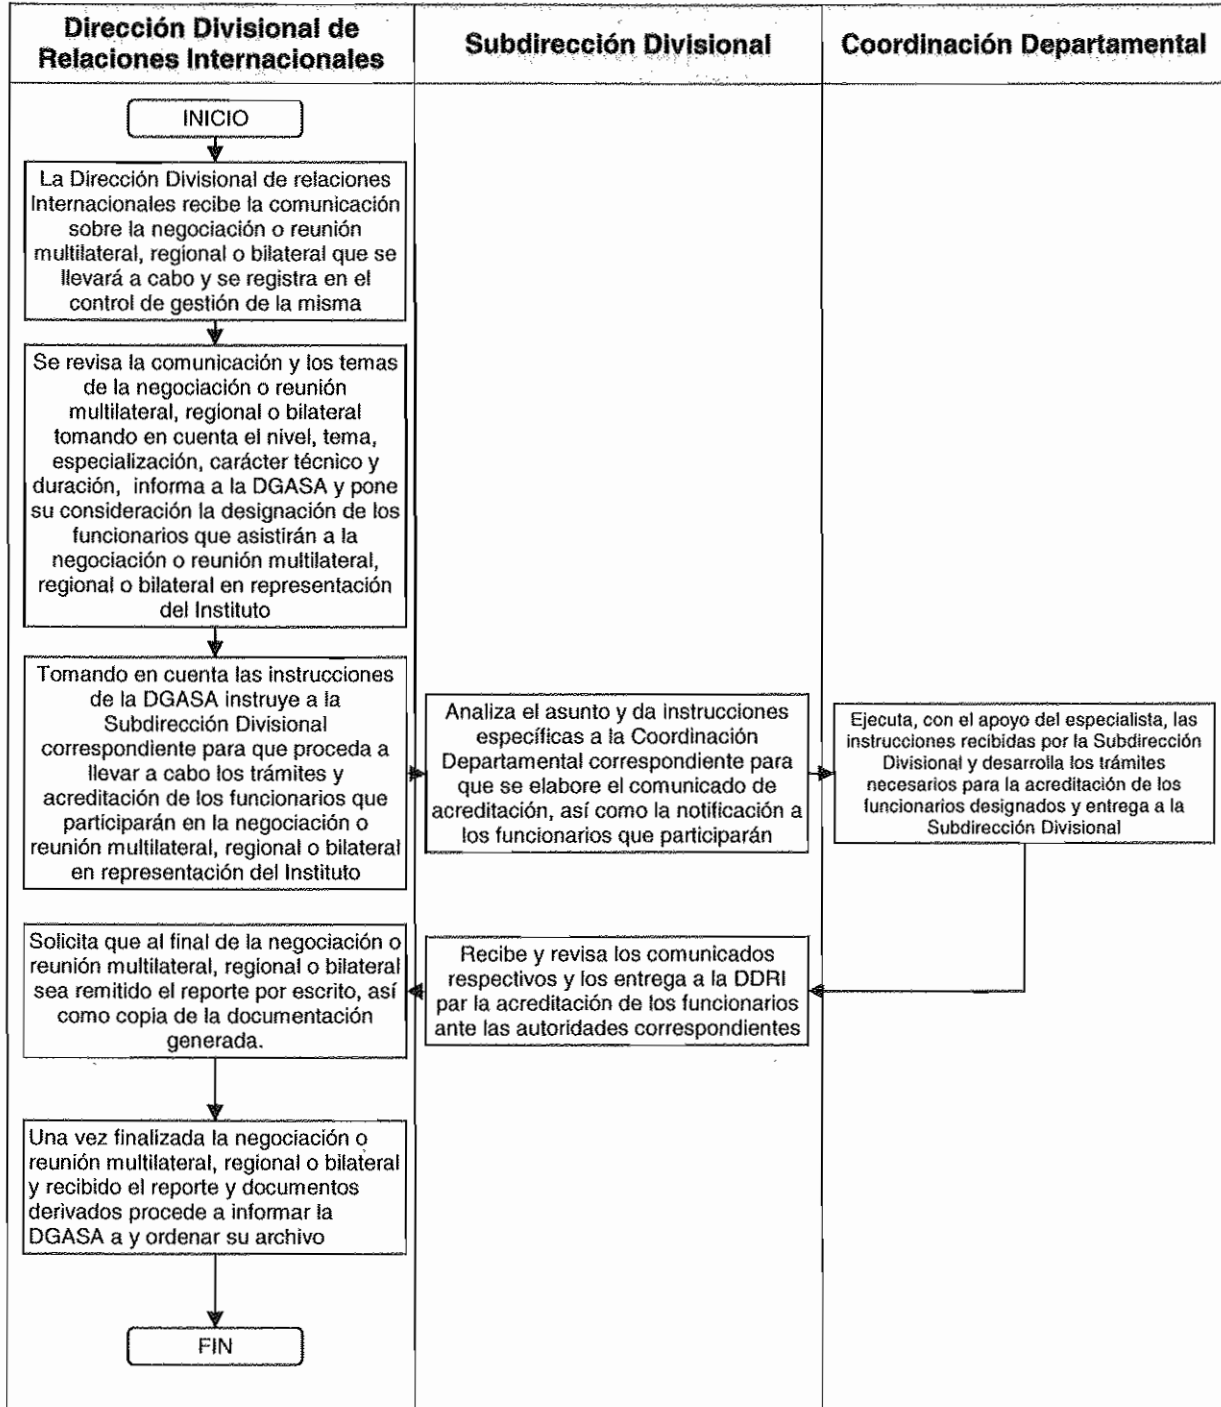 Dirección Divisional de
Relaciones Internacionales
Subdirección Divisional
Coordinación Departamental
INICIO
La Dirección Divisional de relaciones
Internacionales recibe la comunicación
sobre la negociación o reunión
multilateral, regional o bilateral que se
llevará a cabo y se registra en el
control de gestión de la misma
Se revisa la comunicación y los temas
de la negociación o reunión
multilateral, regional o bilateral
tomando en cuenta el nivel, tema,
especialización, carácter técnico y
duración, informa a la DGASA y pone
su consideración la designación de los
funcionarios que asistirán a la
negociación o reunión multilateral,
regional o bilateral en representación
del Instituto
Tomando en cuenta las instrucciones
de la DGASA instruye a la
Subdirección Divisional
correspondiente para que proceda a
llevar a cabo los trámites y
acreditación de los funcionarios que
participarán en la negociación o
reunión multilateral, regional o bilateral
en representación del Instituto
Analiza el asunto y da instrucciones
específicas a la Coordinación
Departamental correspondiente para
que se elabore el comunicado de
acreditación, así como la notificación a
los funcionarios que participarán
Ejecuta, con el apoyo del especialista, las
instrucciones recibidas por la Subdirección
Divisional y desarrolla los trámites
necesarios para la acreditación de los
funcionarios designados y entrega a la
Subdirección Divisional
Solicita que al final de la negociación o
reunión multilateral, regional o bilateral
sea remitido el reporte por escrito, así
como copia de la documentación
generada.
Recibe y revisa los comunicados
respectivos y los entrega a la DDRI
par la acreditación de los funcionarios
ante las autoridades correspondientes
Una vez finalizada la negociación o
reunión multilateral, regional o bilateral
y recibido el reporte y documentos
derivados procede a informar la
DGASA a y ordenar su archivo
FIN